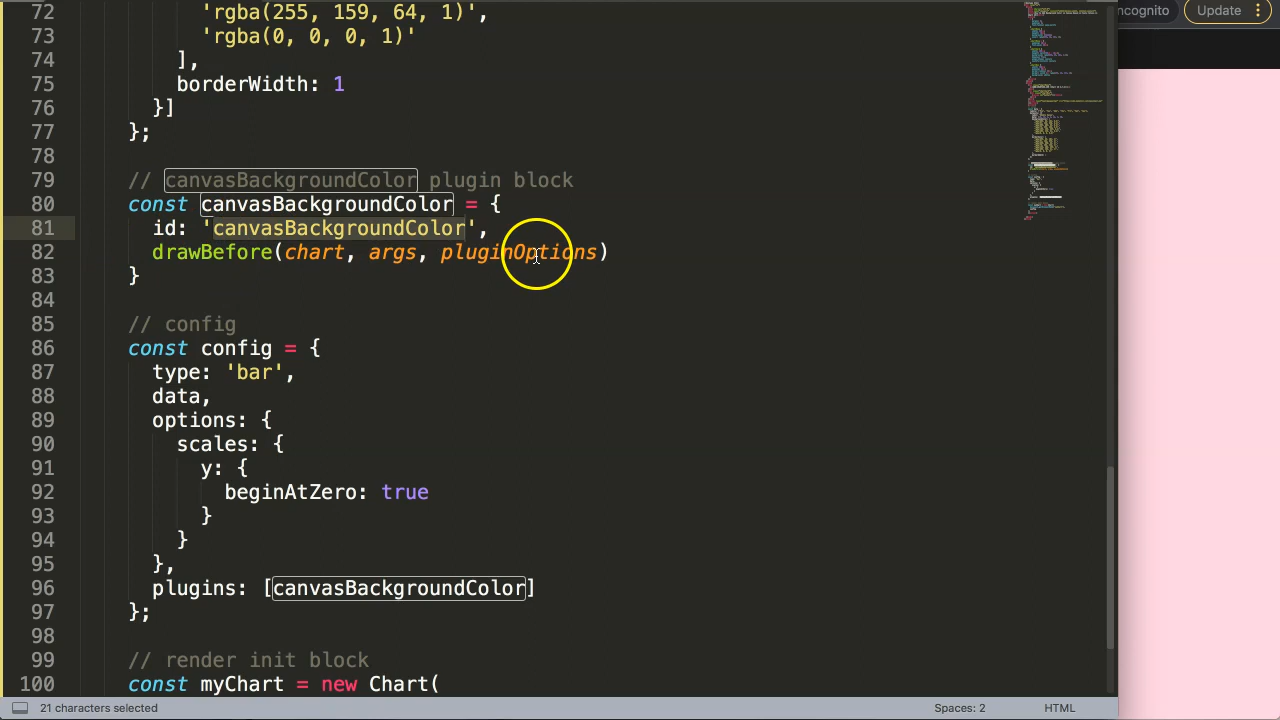 72 'rgba(255, 159, 64, 1)',
73 'rgba(0, 0, 0, 1)'
74 ],
75 borderWidth: 1
76 }]
77 };
78
79 // canvasBackgroundColor plugin block
80 const canvasBackgroundColor = {
81 id: 'canvasBackgroundColor',
82 drawBefore(chart, args, pluginOptions)
83 }
84
85 // config
86 const config = {
87 type: 'bar',
88 data,
89 options: {
90 scales: {
91 y: {
92 beginAtZero: true
93 }
94 }
95 },
96 plugins: [canvasBackgroundColor]
97 };
98
99 // render init block
100 const myChart = new Chart(
21 characters selected
Spaces: 2
HTML
cognito
Update